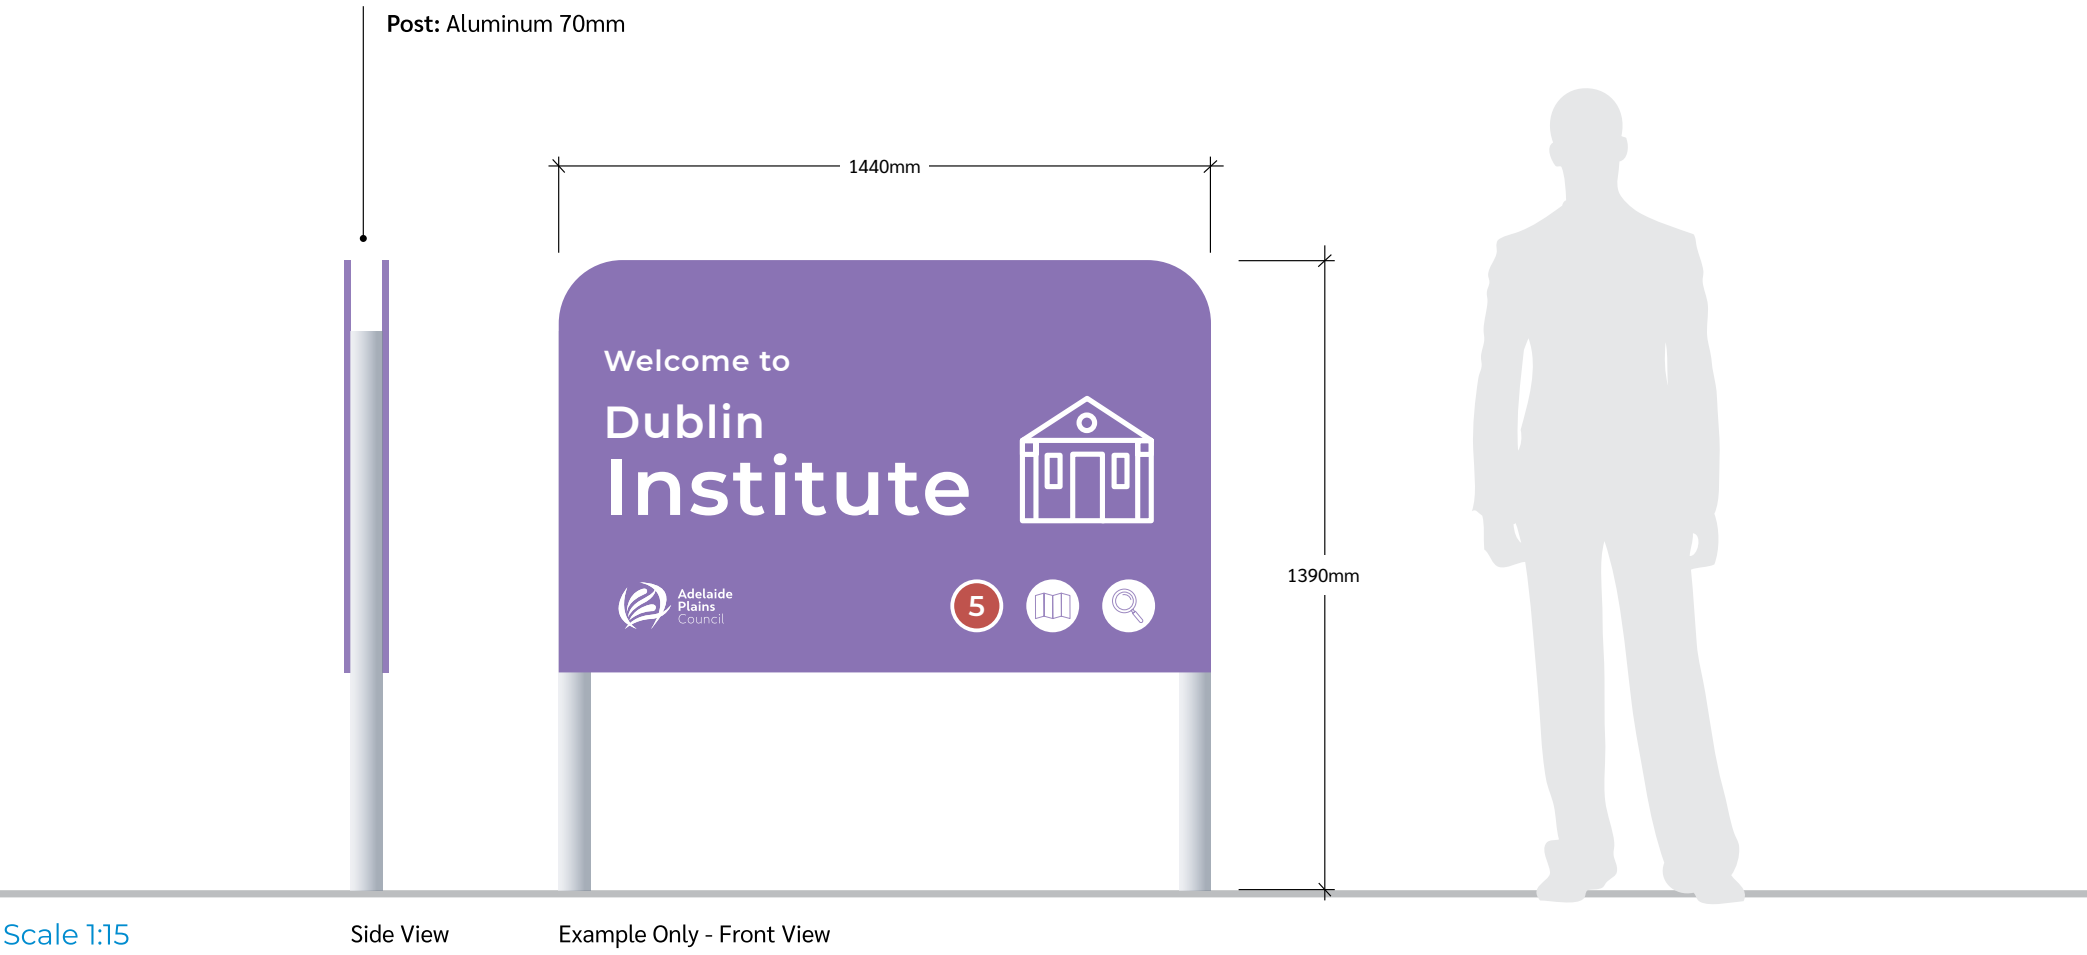 Post: Aluminum 70mm
1440mm
Welcome to
Dublin
Institute
Adelaide
Plains
Council
5
1390mm
Scale 1:15
Side View
Example Only - Front View